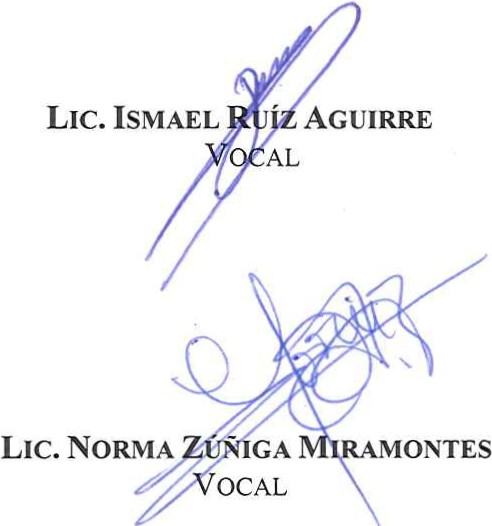 LIC. ISMAEL RUÍZ AGUIRRE
VOCAL
LIC. NORMA ZÚÑIGA MIRAMONTES
VOCAL